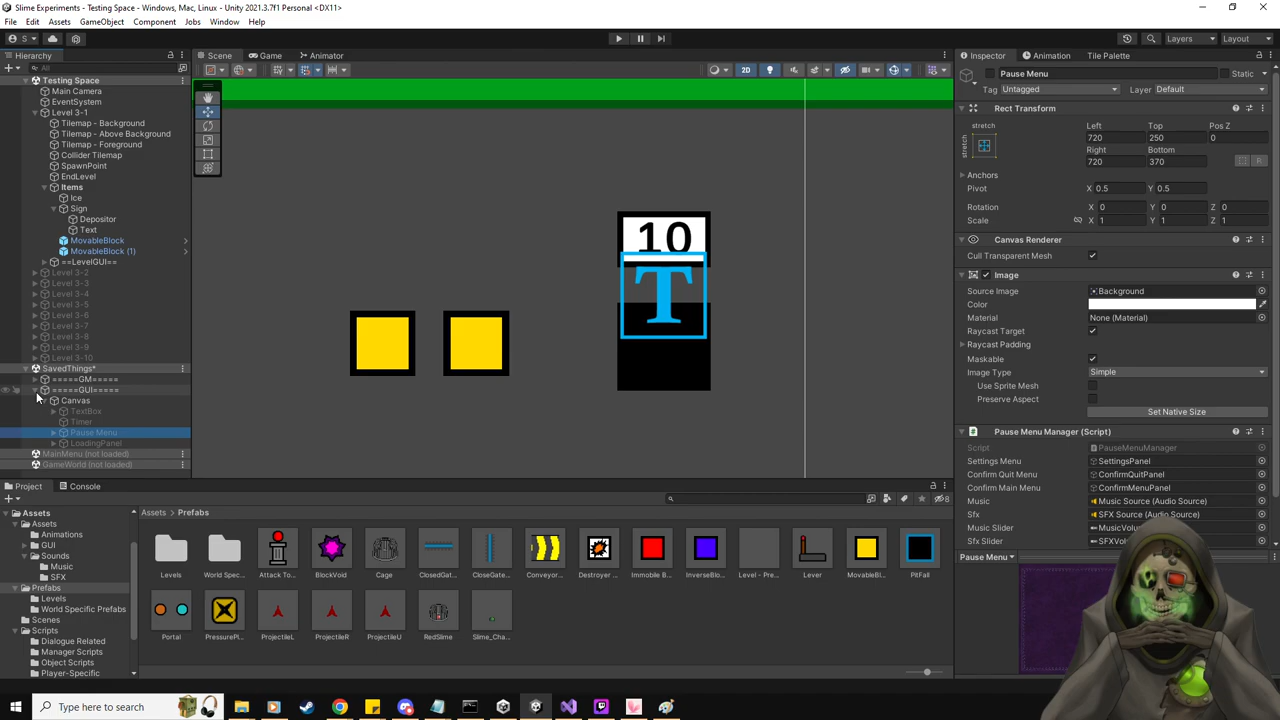 Slime Experiments - Testing Space - Windows, Mac, Linux - Unity 2021.3.7f1 Personal <DX11>
File Edit Assets GameObject Component Jobs Window Help
S Layers Layout
Hierarchy Scene Game Animator Inspector Animation Tile Palette
All 2D
Testing Space
Main Camera
EventSystem
Level 3-1
Tilemap - Background
Tilemap - Above Background
Tilemap - Foreground
Collider Tilemap
SpawnPoint
EndLevel
Items
Ice
Sign
Depositor
Text
MovableBlock
MovableBlock (1)
==LevelGUI==
Level 3-2
Level 3-3
Level 3-4
Level 3-5
Level 3-6
Level 3-7
Level 3-8
Level 3-9
Level 3-10
SavedThings*
=====GM=====
=====GUI=====
Canvas
TextBox
Timer
Pause Menu
LoadingPanel
MainMenu (not loaded)
GameWorld (not loaded)
10
T
Pause Menu Static
Tag Untagged Layer Default
Rect Transform
stretch
stretch
Left Top Pos Z
720 250 0
Right Bottom
720 370
R
Anchors
Pivot X 0.5 Y 0.5
Rotation X 0 Y 0 Z 0
Scale X 1 Y 1 Z 1
Canvas Renderer
Cull Transparent Mesh
Image
Source Image Background
Color
Material None (Material)
Raycast Target
Raycast Padding
Maskable
Image Type Simple
Use Sprite Mesh
Preserve Aspect
Set Native Size
Pause Menu Manager (Script)
Script PauseMenuManager
Settings Menu SettingsPanel
Confirm Quit Menu ConfirmQuitPanel
Confirm Main Menu ConfirmMenuPanel
Music Music Source (Audio Source)
Sfx SFX Source (Audio Source)
Music Slider
Sfx Slider
Pause Menu
Project Console
8
Assets
Assets
Animations
GUI
Sounds
Music
SFX
Prefabs
Levels
World Specific Prefabs
Scenes
Scripts
Dialogue Related
Manager Scripts
Object Scripts
Player-Specific
Assets > Prefabs
Levels World Spec... Attack To... BlockVoid Cage ClosedGat... CloseGate... Conveyor... Destroyer ... Immobile B... InverseBlo... Level - Pre... Lever MovableBl... PitFall
Portal PressurePl... ProjectileL ProjectileR ProjectileU RedSlime Slime_Cha...
Type here to search